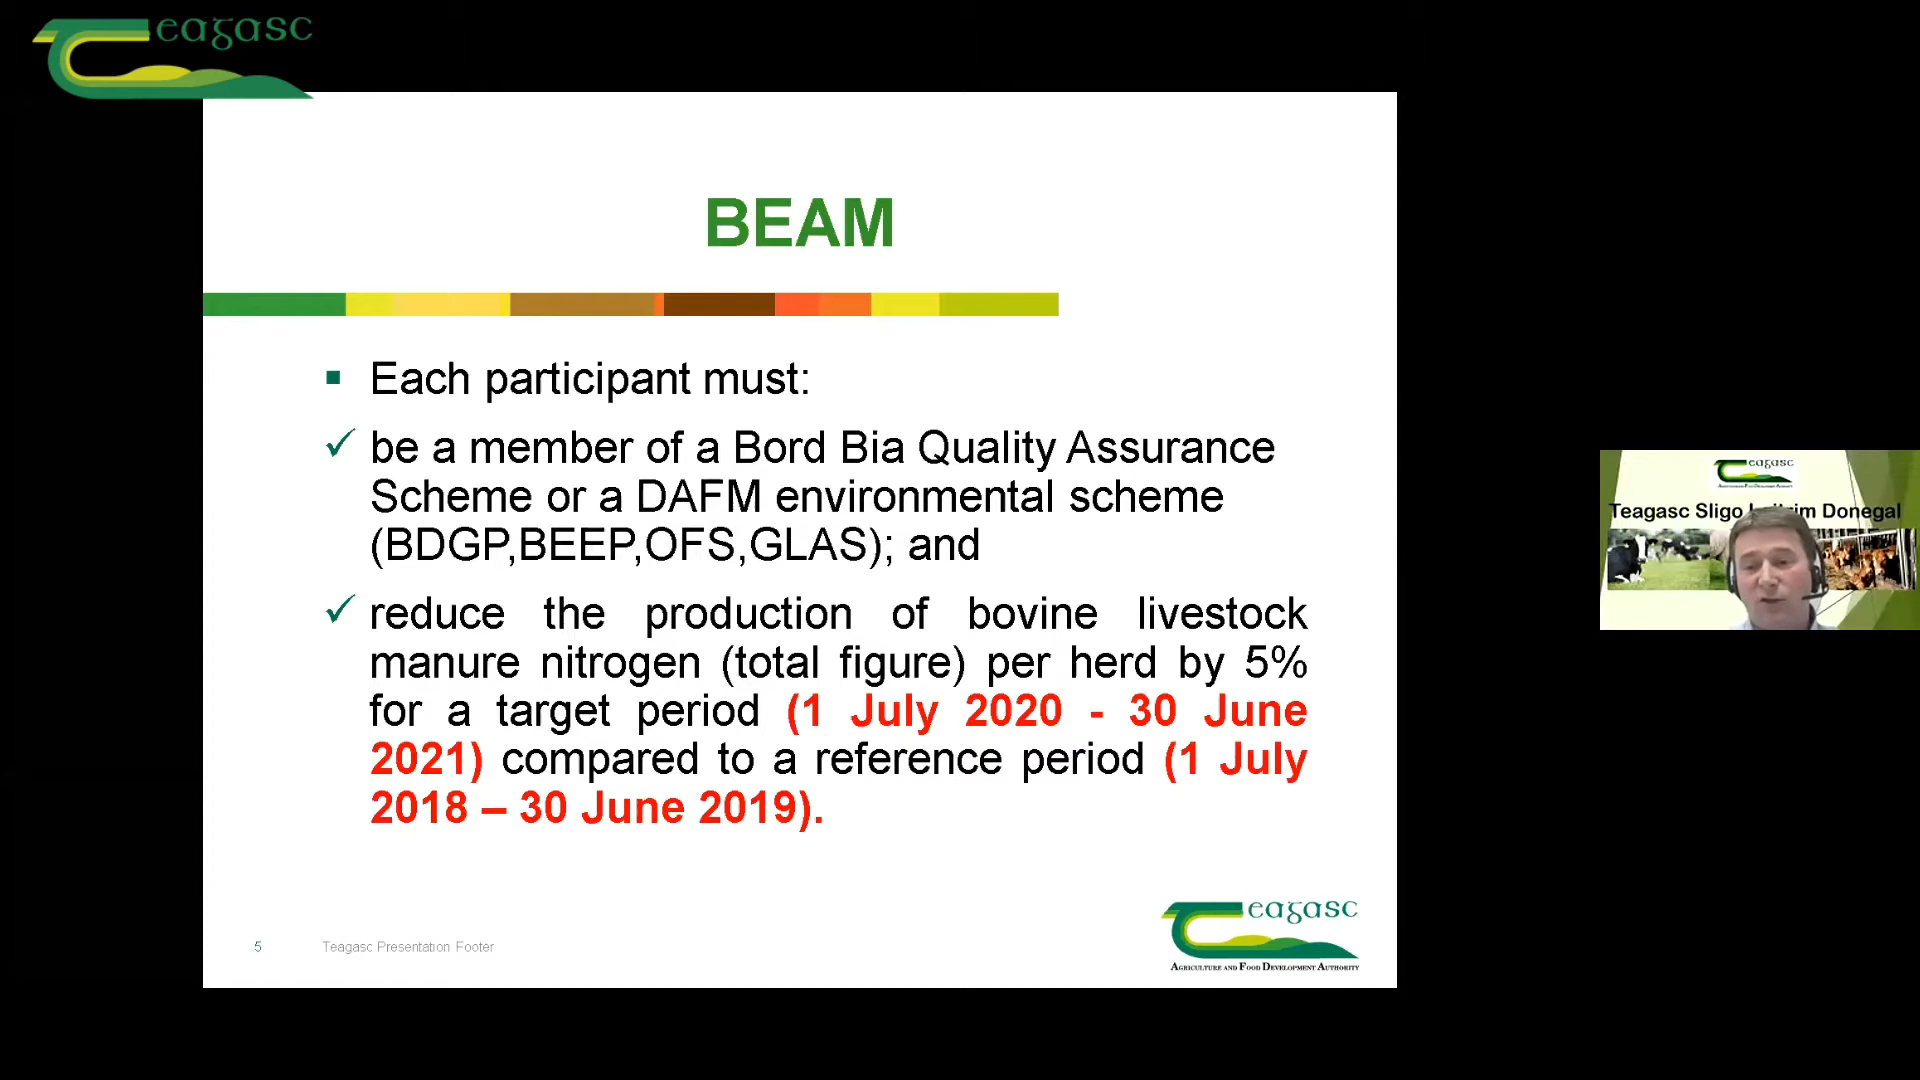 eagasc
BEAM
Each participant must:
be a member of a Bord Bia Quality Assurance
Scheme or a DAFM environmental scheme
(BDGP,BEEP,OFS,GLAS); and
reduce the production of bovine livestock
manure nitrogen (total figure) per herd by 5%
for a target period (1 July 2020 - 30 June
2021) compared to a reference period (1 July
2018 – 30 June 2019).
5 Teagasc Presentation Footer
eagasc
AGRICULTURE AND FOOD DEVELOPMENT AUTHORITY
eagasc
Teagasc Sligo Donegal